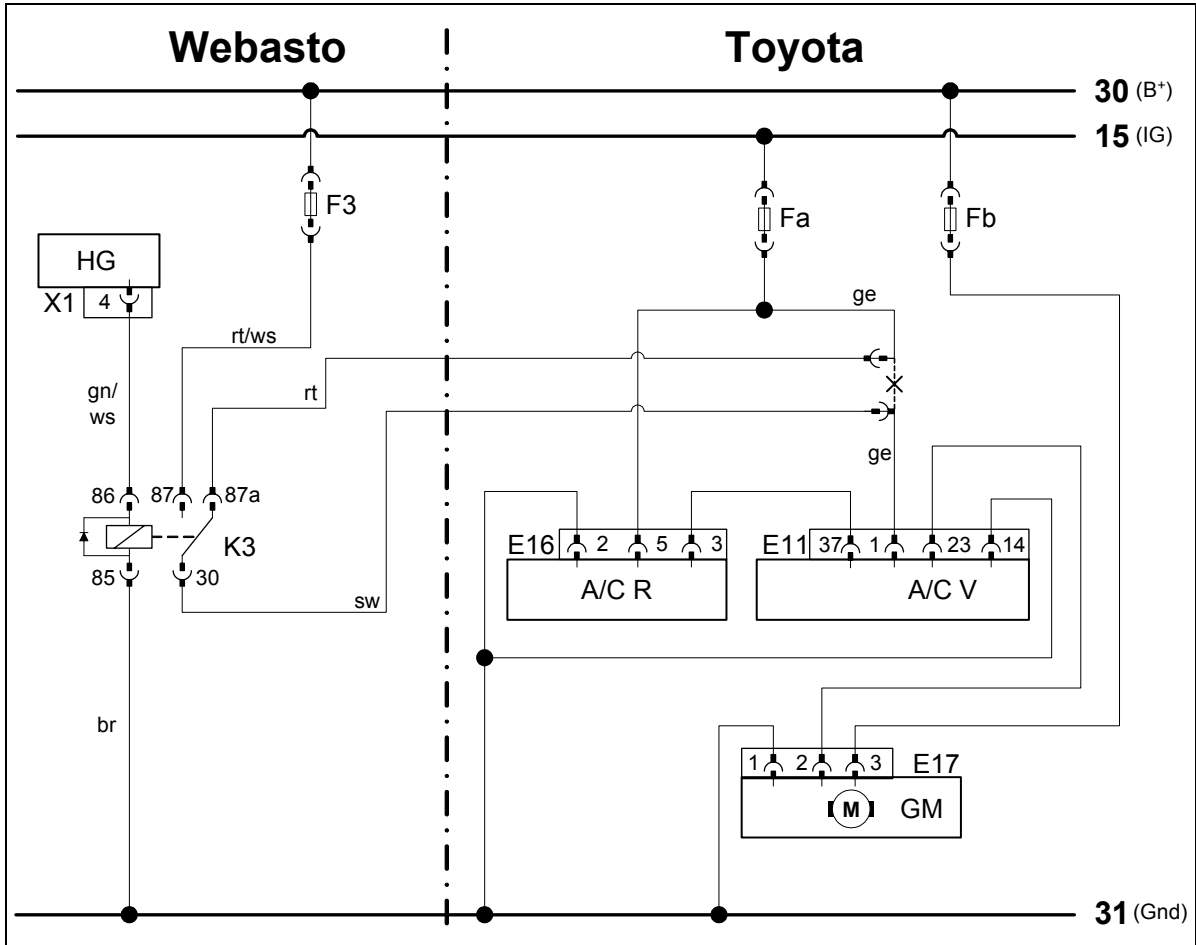 Webasto Toyota
30 (B+)
15 (IG)
F3 Fa Fb
HG
X1 4
ge
rt/ws
gn/
ws
rt
ge
86 87 87a
K3
85 30
sw
E16 2 5 3 E11 37 1 23 14
A/C R A/C V
br
1 2 3 E17
M GM
31 (Gnd)